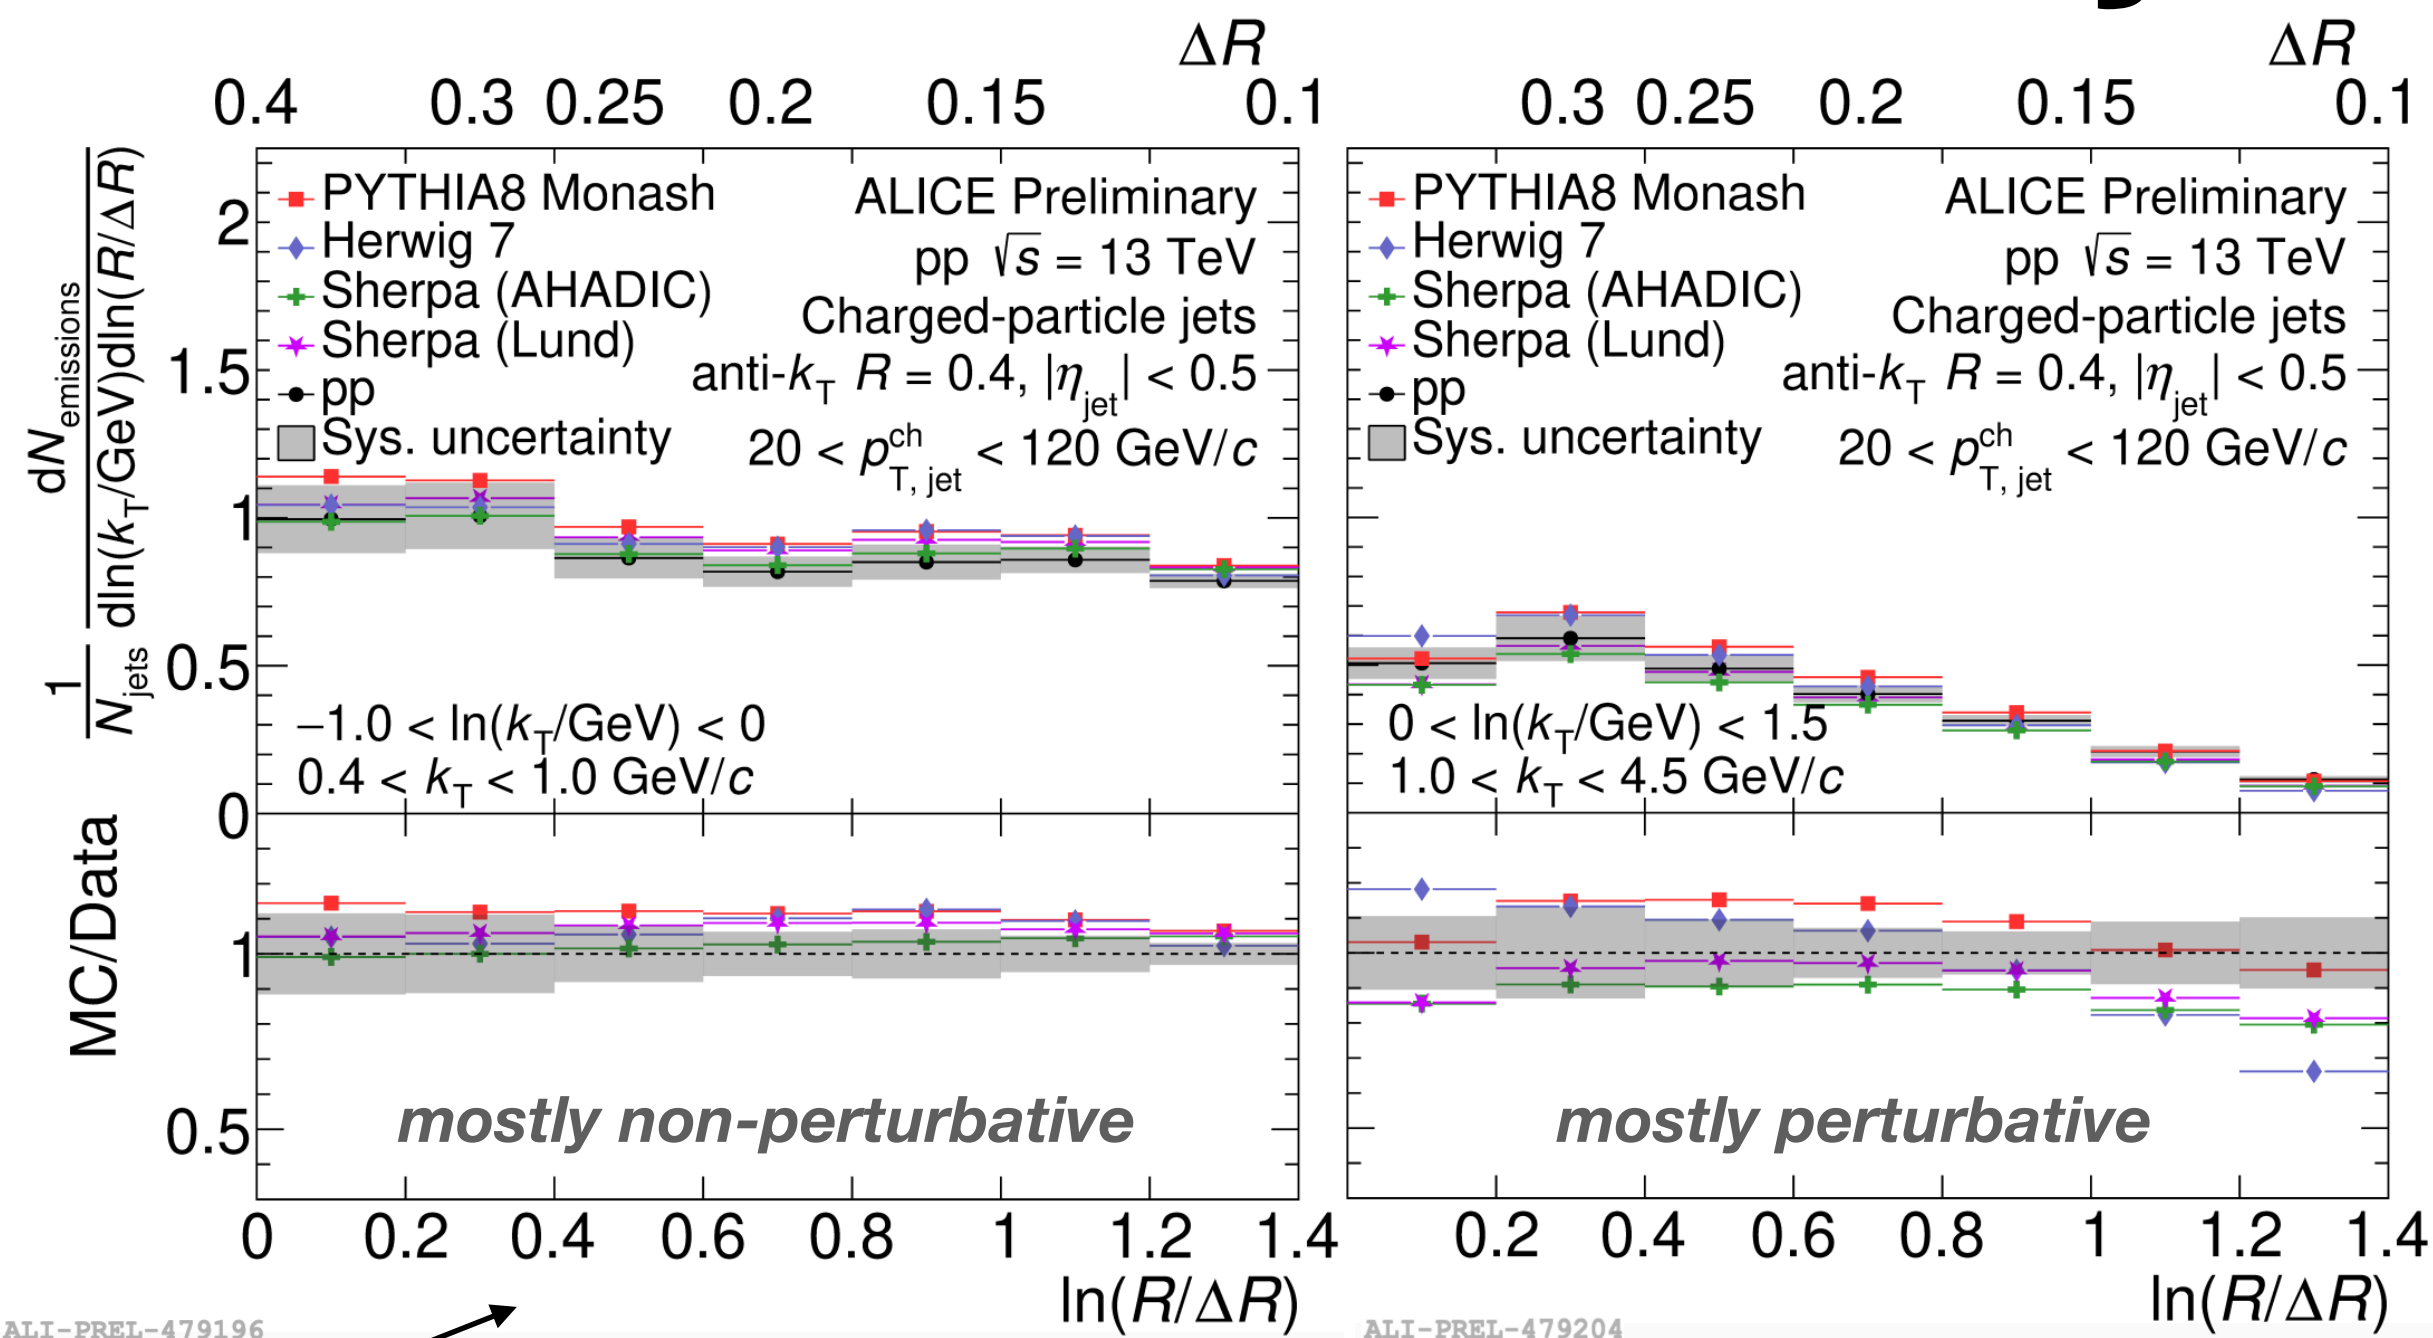 ΔR
0.4 0.3 0.25 0.2 0.15 0.1
PYTHIA8 Monash
Herwig 7
Sherpa (AHADIC)
Sherpa (Lund)
pp
Sys. uncertainty
ALICE Preliminary
pp √s = 13 TeV
Charged-particle jets
anti-kT R = 0.4, |ηjet| < 0.5
20 < p^ch T, jet < 120 GeV/c
1/Njets dNemissions/dln(kT/GeV)dln(R/ΔR)
2
1.5
1
0.5
0
−1.0 < ln(kT/GeV) < 0
0.4 < kT < 1.0 GeV/c
MC/Data
1
0.5
mostly non-perturbative
0 0.2 0.4 0.6 0.8 1 1.2 1.4
ln(R/ΔR)
ALI-PREL-479196
ΔR
0.3 0.25 0.2 0.15 0.1
PYTHIA8 Monash
Herwig 7
Sherpa (AHADIC)
Sherpa (Lund)
pp
Sys. uncertainty
ALICE Preliminary
pp √s = 13 TeV
Charged-particle jets
anti-kT R = 0.4, |ηjet| < 0.5
20 < p^ch T, jet < 120 GeV/c
0 < ln(kT/GeV) < 1.5
1.0 < kT < 4.5 GeV/c
mostly perturbative
0.2 0.4 0.6 0.8 1 1.2 1.4
ln(R/ΔR)
ALI-PREL-479204